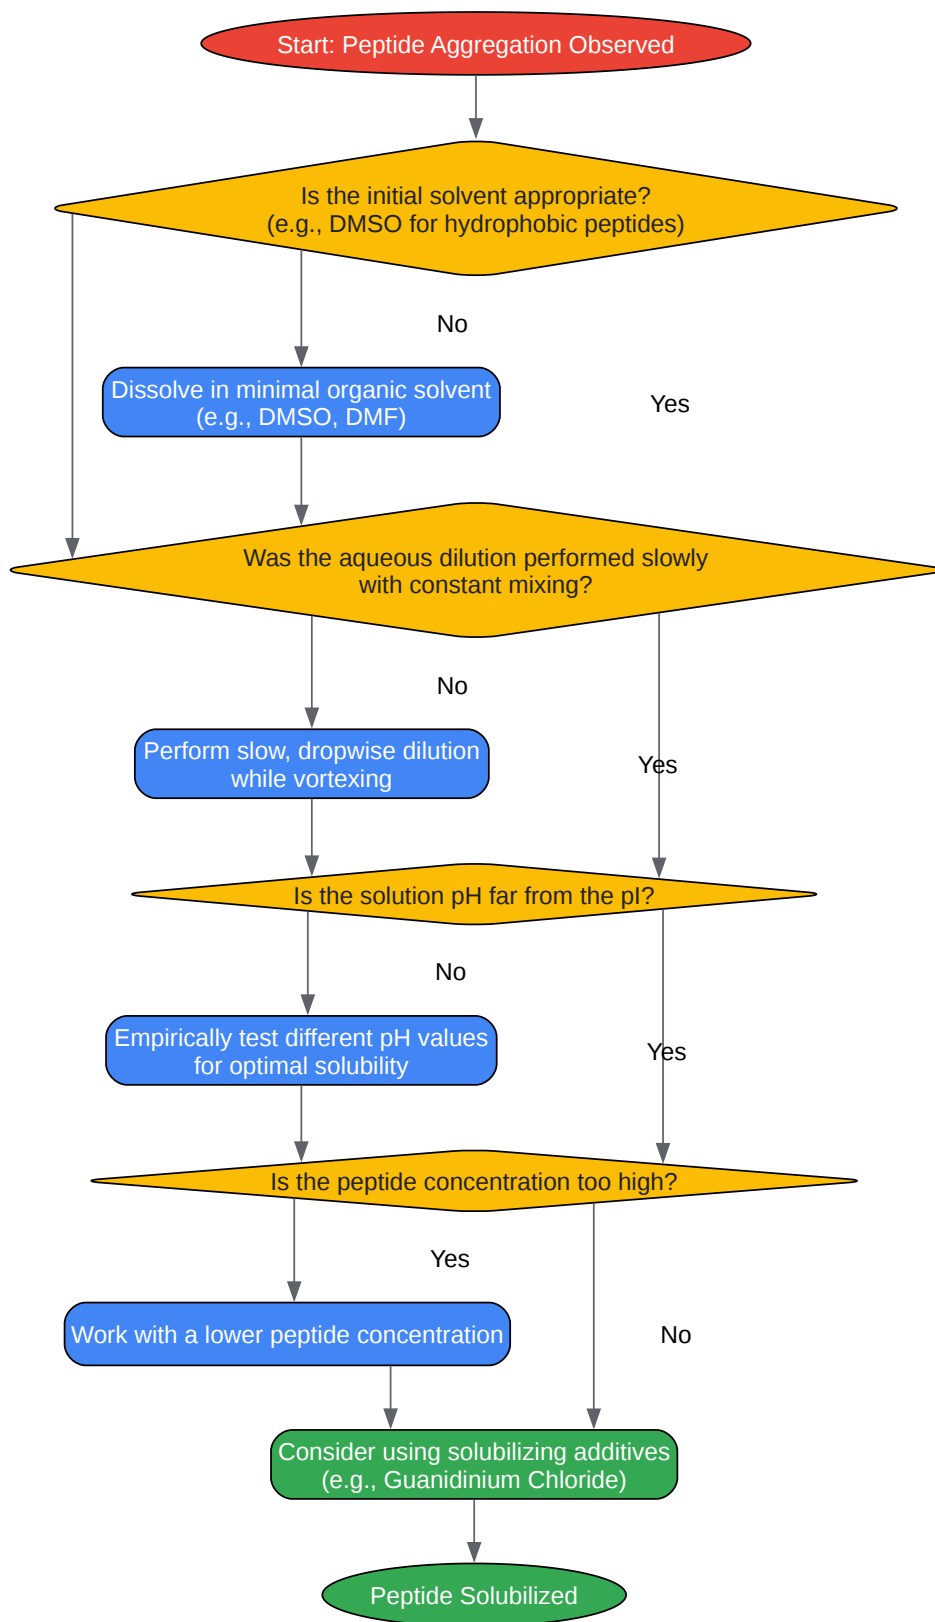 Start: Peptide Aggregation Observed
Is the initial solvent appropriate?
(e.g., DMSO for hydrophobic peptides)
No
Dissolve in minimal organic solvent
(e.g., DMSO, DMF)
Yes
Was the aqueous dilution performed slowly
with constant mixing?
No
Perform slow, dropwise dilution
while vortexing
Yes
Is the solution pH far from the pI?
No
Empirically test different pH values
for optimal solubility
Yes
Is the peptide concentration too high?
Yes
Work with a lower peptide concentration
No
Consider using solubilizing additives
(e.g., Guanidinium Chloride)
Peptide Solubilized